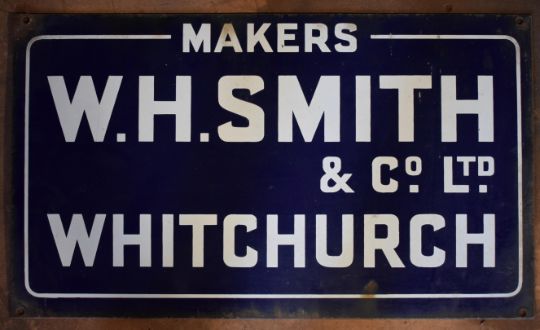 MAKERS
W.H.SMITH
& Cº. LTD.
WHITCHURCH